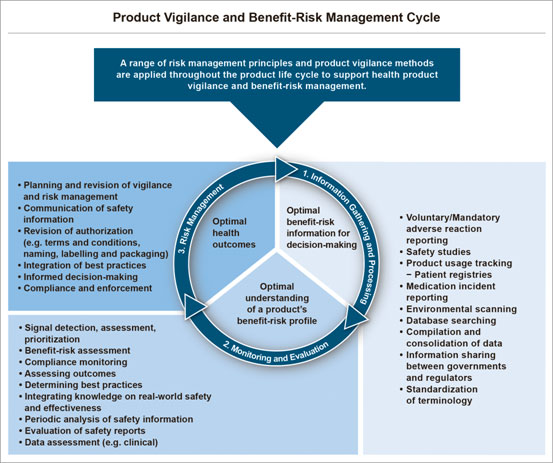 Product Vigilance and Benefit-Risk Management Cycle
A range of risk management principles and product vigilance methods
are applied throughout the product life cycle to support health product
vigilance and benefit-risk management.
• Planning and revision of vigilance
and risk management
• Communication of safety
information
• Revision of authorization
(e.g. terms and conditions,
naming, labelling and packaging)
• Integration of best practices
• Informed decision-making
• Compliance and enforcement
3. Risk Management
Optimal
health
outcomes
1. Information Gathering and Processing
Optimal
benefit-risk
information for
decision-making
• Voluntary/Mandatory
adverse reaction
reporting
• Safety studies
• Product usage tracking
– Patient registries
• Medication incident
reporting
• Environmental scanning
• Database searching
• Compilation and
consolidation of data
• Information sharing
between governments
and regulators
• Standardization
of terminology
Optimal
understanding
of a product's
benefit-risk profile
2. Monitoring and Evaluation
• Signal detection, assessment,
prioritization
• Benefit-risk assessment
• Compliance monitoring
• Assessing outcomes
• Determining best practices
• Integrating knowledge on real-world safety
and effectiveness
• Periodic analysis of safety information
• Evaluation of safety reports
• Data assessment (e.g. clinical)